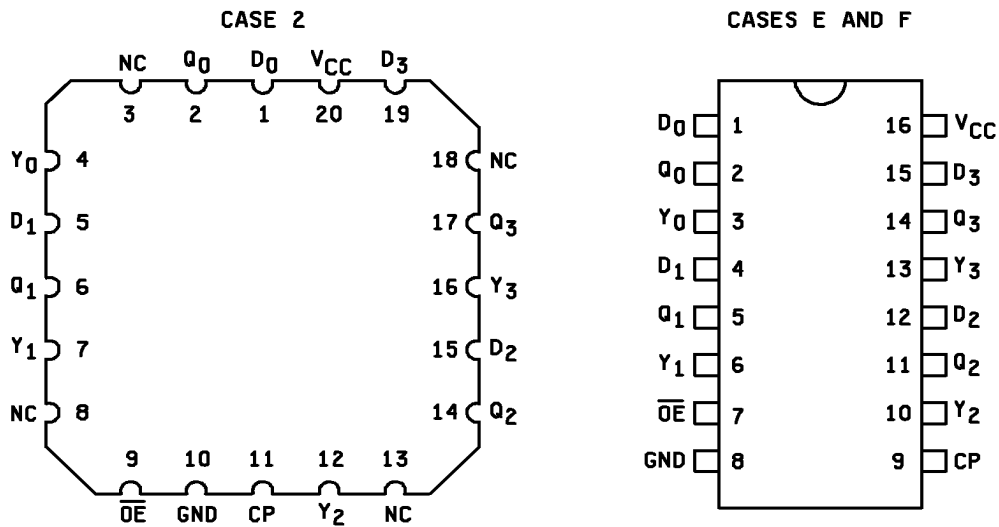 CASE 2
NC Q0 D0 VCC D3
3 2 1 20 19
Y0 4 18 NC
D1 5 17 Q3
Q1 6 16 Y3
Y1 7 15 D2
NC 8 14 Q2
9 10 11 12 13
O̅E̅ GND CP Y2 NC
CASES E AND F
D0 1 16 VCC
Q0 2 15 D3
Y0 3 14 Q3
D1 4 13 Y3
Q1 5 12 D2
Y1 6 11 Q2
O̅E̅ 7 10 Y2
GND 8 9 CP